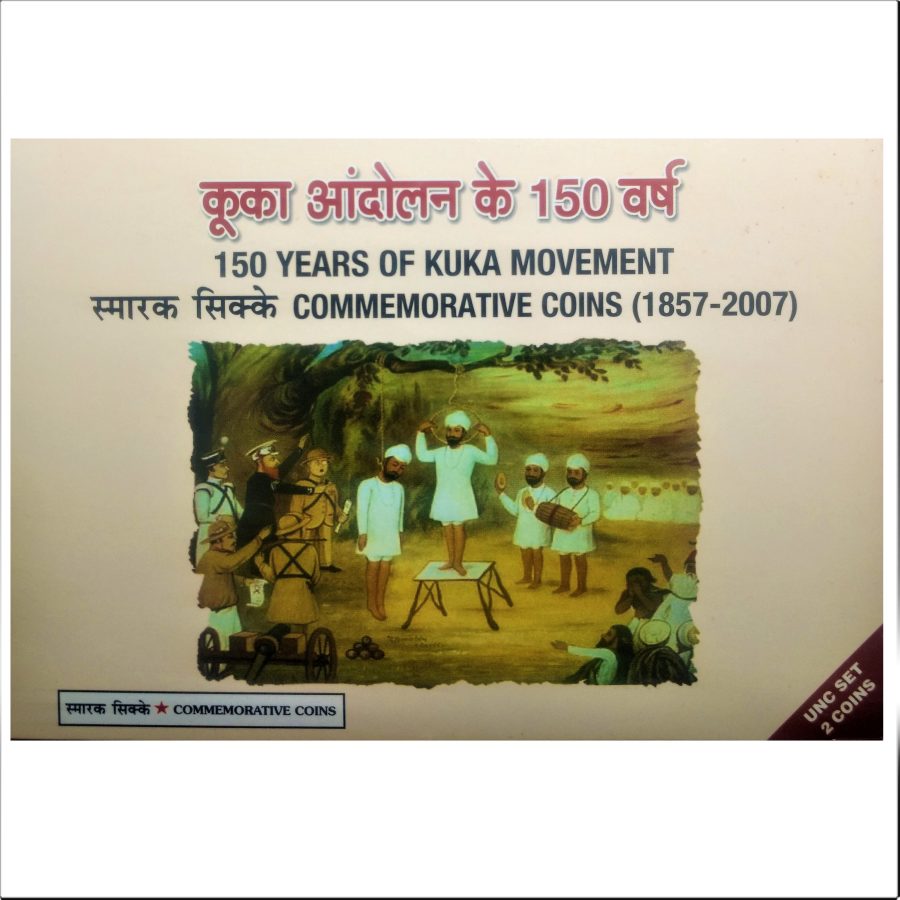 कूका आंदोलन के 150 वर्ष
150 YEARS OF KUKA MOVEMENT
स्मारक सिक्के COMMEMORATIVE COINS (1857-2007)
स्मारक सिक्के ★ COMMEMORATIVE COINS
UNC SET
2 COINS